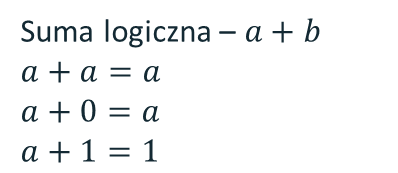 Suma logiczna – a + b
a + a = a
a + 0 = a
a + 1 = 1